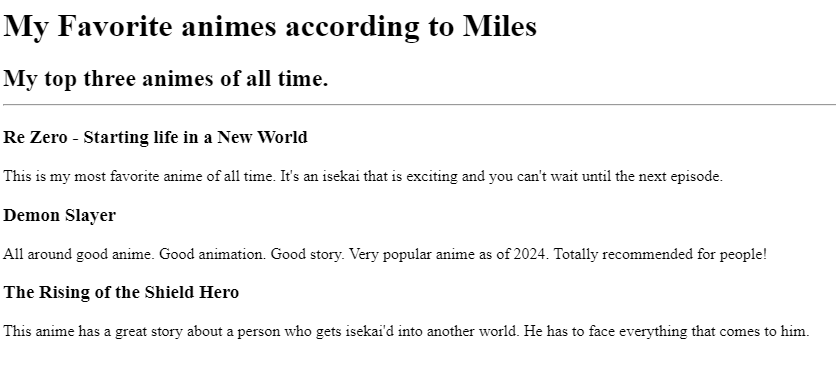 My Favorite animes according to Miles
My top three animes of all time.
Re Zero - Starting life in a New World
This is my most favorite anime of all time. It's an isekai that is exciting and you can't wait until the next episode.
Demon Slayer
All around good anime. Good animation. Good story. Very popular anime as of 2024. Totally recommended for people!
The Rising of the Shield Hero
This anime has a great story about a person who gets isekai'd into another world. He has to face everything that comes to him.